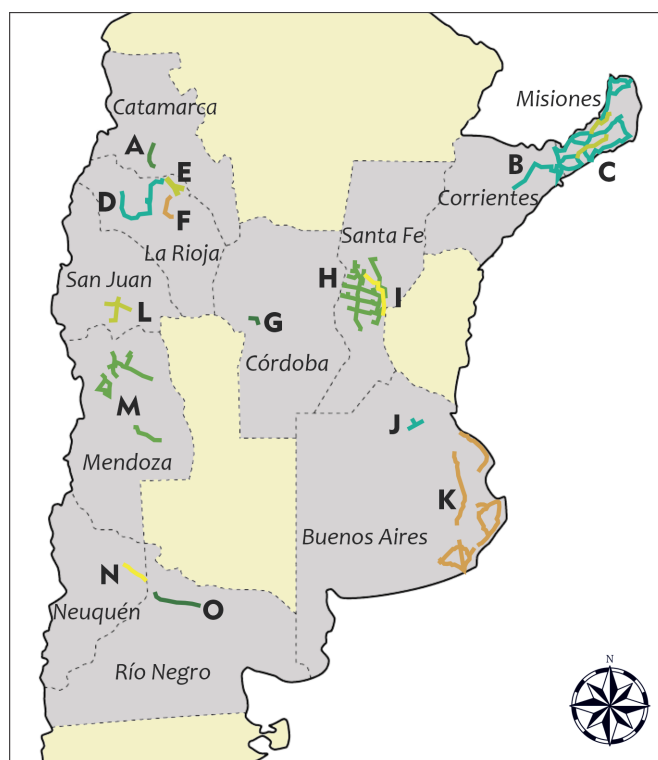 Catamarca
Misiones
A
E
B
C
D
F
Corrientes
Santa Fe
La Rioja
San Juan
H
I
L
G
Córdoba
M
J
Mendoza
K
Buenos Aires
N
Neuquén
O
Río Negro
N